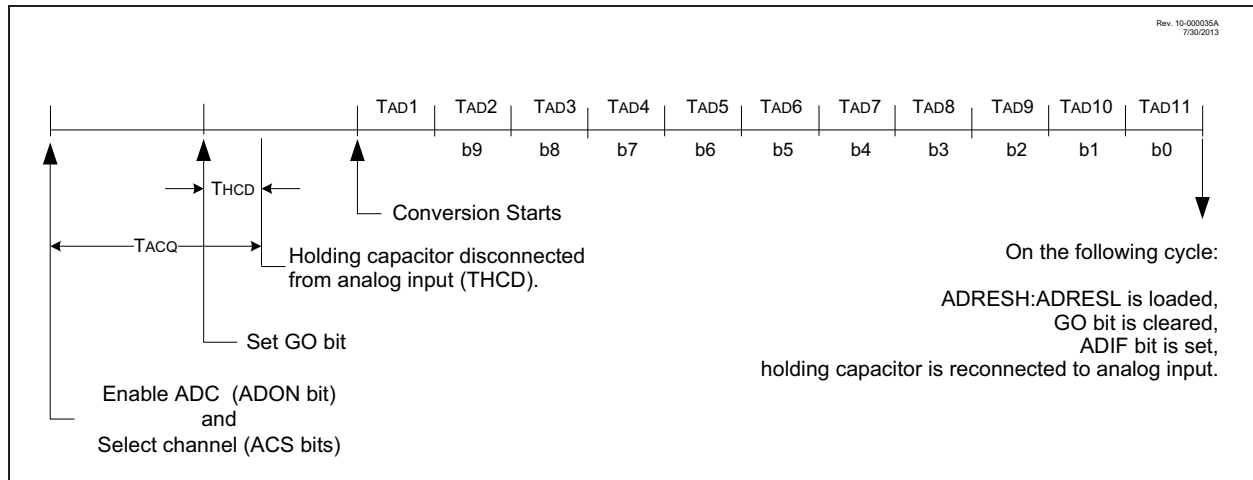 Rev. 10-000035A
7/30/2013
TAD1 TAD2 TAD3 TAD4 TAD5 TAD6 TAD7 TAD8 TAD9 TAD10 TAD11
b9 b8 b7 b6 b5 b4 b3 b2 b1 b0
THCD
Conversion Starts
TACQ
Holding capacitor disconnected
from analog input (THCD).
Set GO bit
Enable ADC (ADON bit)
and
Select channel (ACS bits)
On the following cycle:
ADRESH:ADRESL is loaded,
GO bit is cleared,
ADIF bit is set,
holding capacitor is reconnected to analog input.